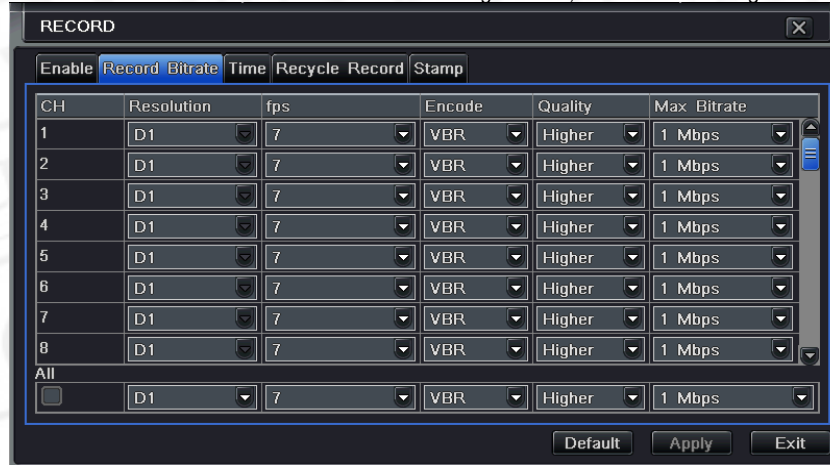 RECORD
Enable Record Bitrate Time Recycle Record Stamp
CH Resolution fps Encode Quality Max Bitrate
1 D1 7 VBR Higher 1 Mbps
2 D1 7 VBR Higher 1 Mbps
3 D1 7 VBR Higher 1 Mbps
4 D1 7 VBR Higher 1 Mbps
5 D1 7 VBR Higher 1 Mbps
6 D1 7 VBR Higher 1 Mbps
7 D1 7 VBR Higher 1 Mbps
8 D1 7 VBR Higher 1 Mbps
All
D1 7 VBR Higher 1 Mbps
Default Apply Exit